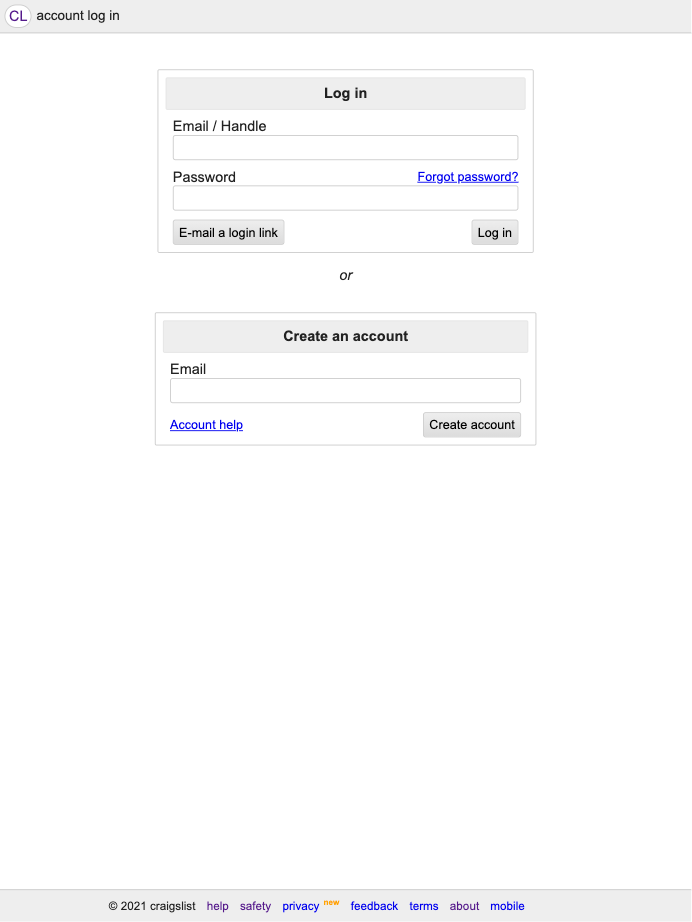 CL account log in
Log in
Email / Handle
Password Forgot password?
E-mail a login link Log in
or
Create an account
Email
Account help Create account
© 2021 craigslist help safety privacy new feedback terms about mobile